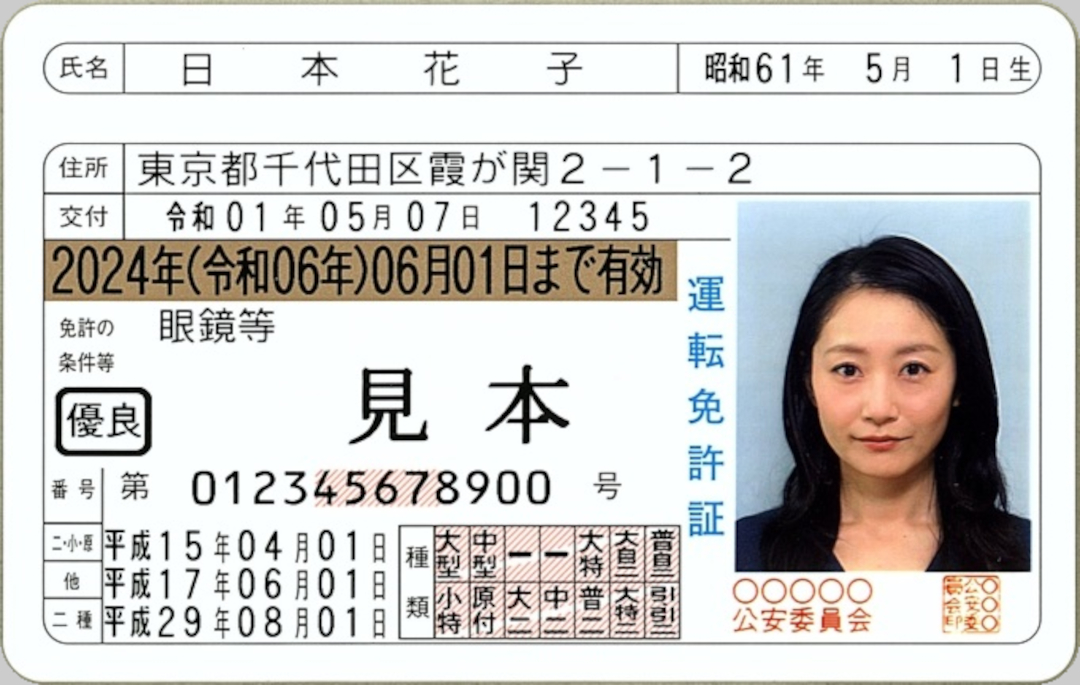 氏名 日本花子 昭和61年 5月 1日生
住所 東京都千代田区霞が関2-1-2
交付 令和01年05月07日 12345
2024年(令和06年)06月01日まで有効
免許の
条件等
眼鏡等
見本
優良
番号 第 012345678900 号
二・小・原 平成15年04月01日
他 平成17年06月01日
二種 平成29年08月01日
種類
大型 中型 ー ー 大特 大自二 普自二
小特 原付 大二 中二 普二 大特二 引引二
運転免許証
○○○○○
公安委員会
○○○公安委員会印